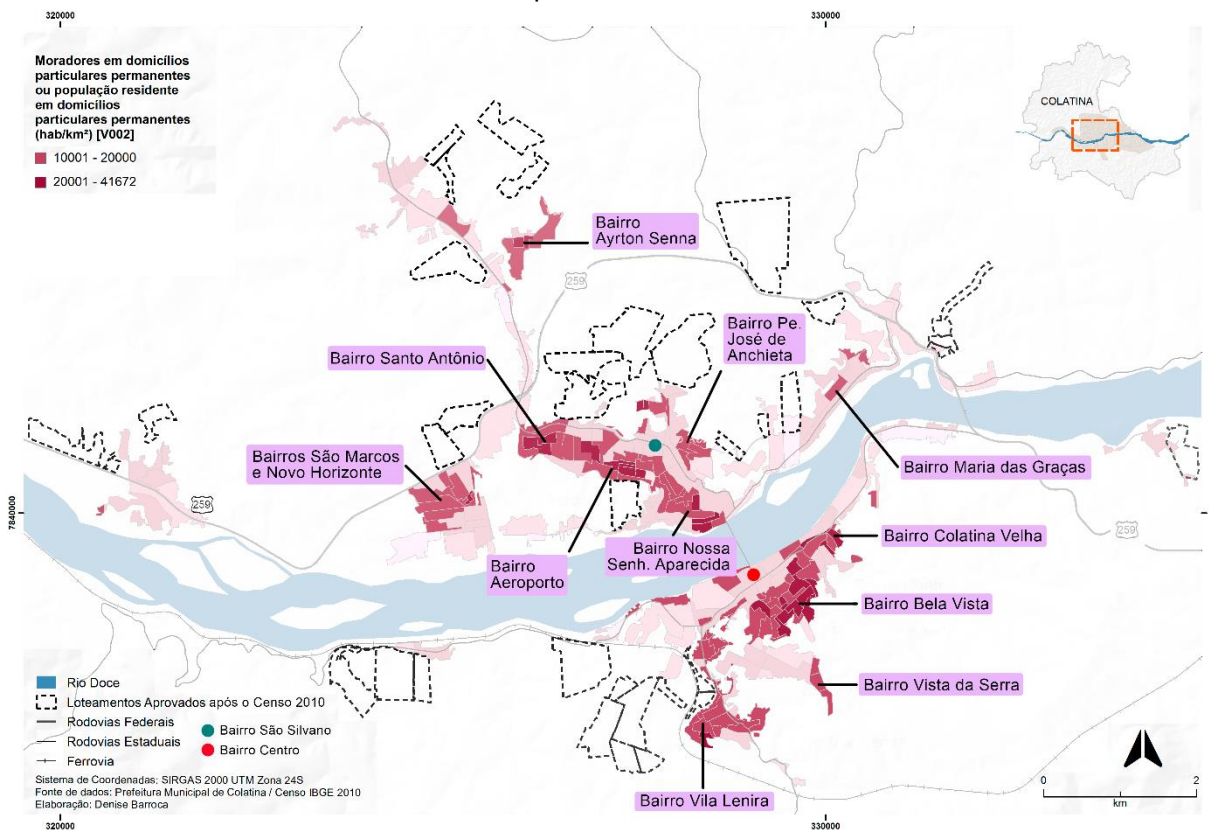 320000
330000
Moradores em domicílios
particulares permanentes
ou população residente
em domicílios
particulares permanentes
(hab/km²) [V002]
10001 - 20000
20001 - 41672
COLATINA
Bairro
Ayrton Senna
259
Bairro Pe.
José de
Anchieta
Bairro Santo Antônio
Bairros São Marcos
e Novo Horizonte
Bairro Maria das Graças
259
7840000
259
Bairro Colatina Velha
Bairro Nossa
Senh. Aparecida
Bairro
Aeroporto
Bairro Bela Vista
Bairro Vista da Serra
Rio Doce
Loteamentos Aprovados após o Censo 2010
Rodovias Federais
Rodovias Estaduais
Ferrovia
Bairro São Silvano
Bairro Centro
Sistema de Coordenadas: SIRGAS 2000 UTM Zona 24S
Fonte de dados: Prefeitura Municipal de Colatina / Censo IBGE 2010
Elaboração: Denise Barroca
Bairro Vila Lenira
0 2
km
320000
330000